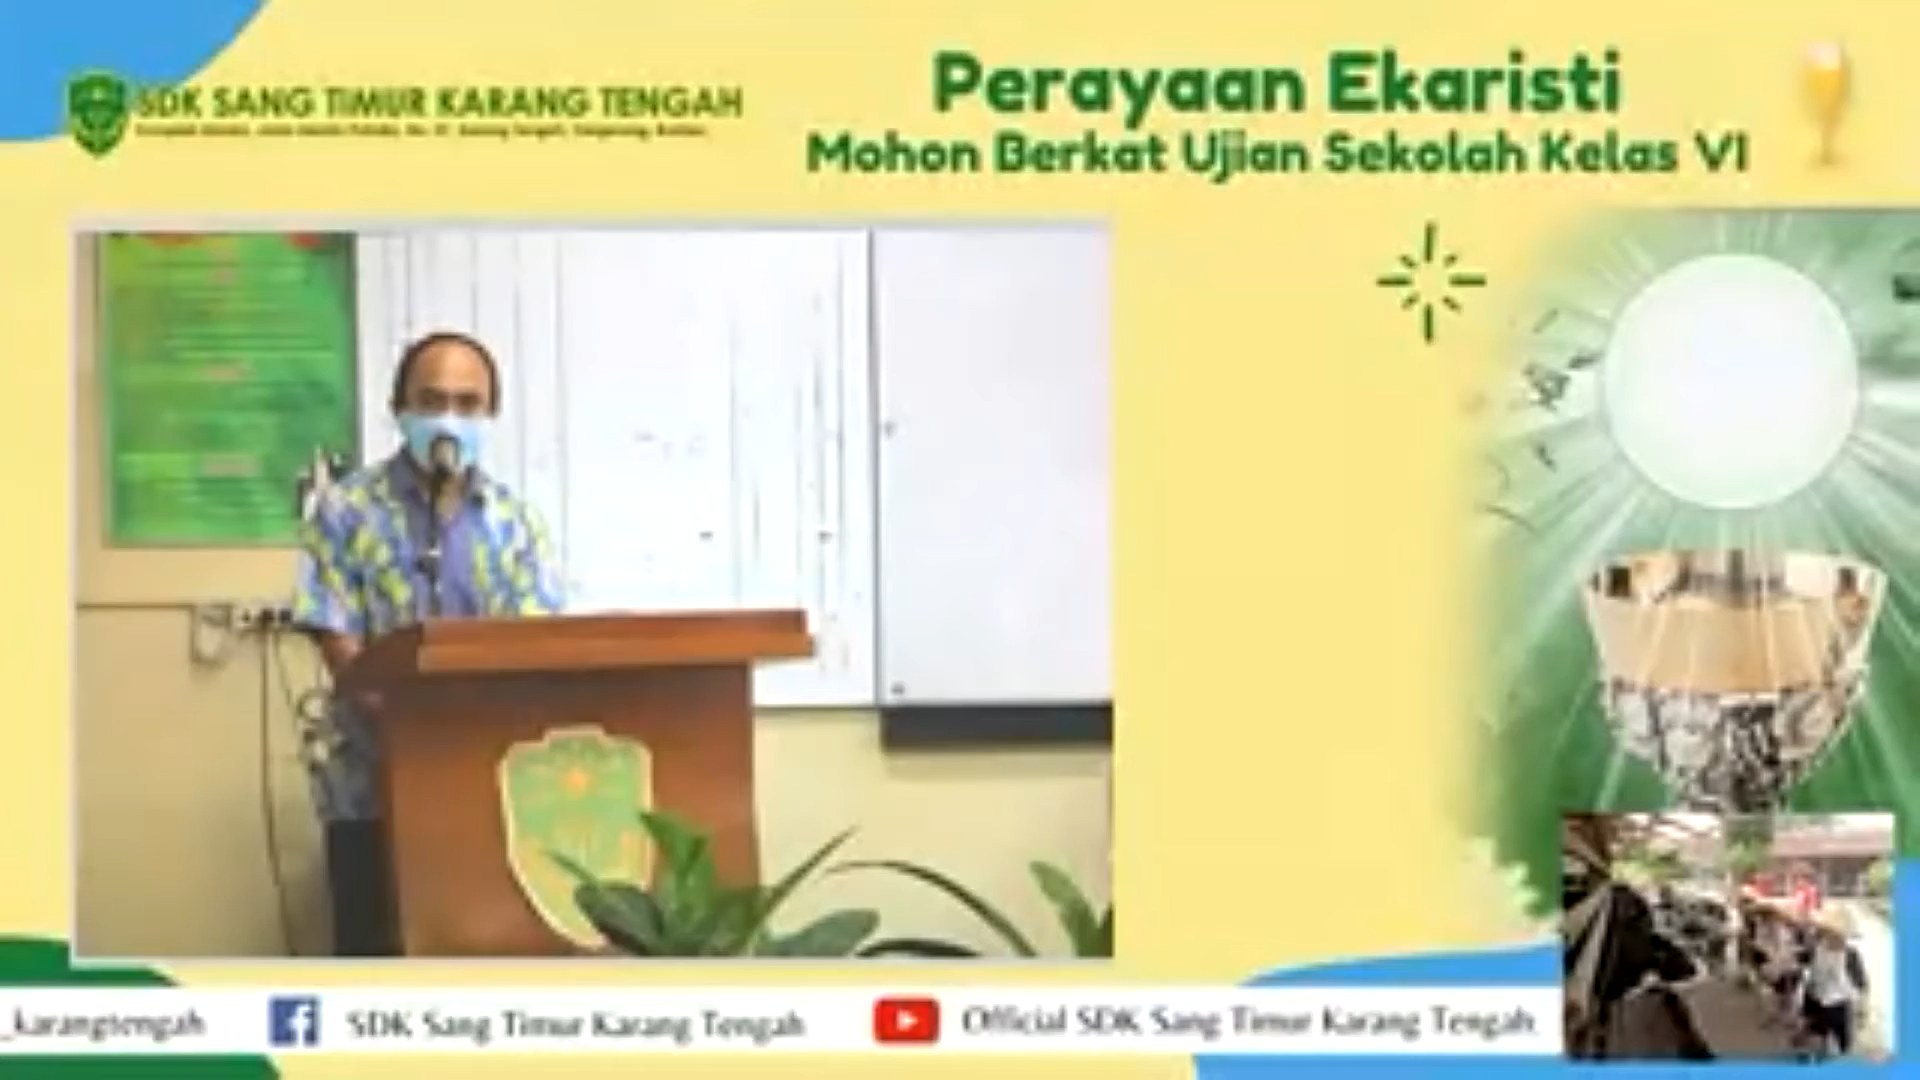 SDK SANG TIMUR KARANG TENGAH
Perayaan Ekaristi
Mohon Berkat Ujian Sekolah Kelas VI
_karangtengah
SDK Sang Timur Karang Tengah
Official SDK Sang Timur Karang Tengah